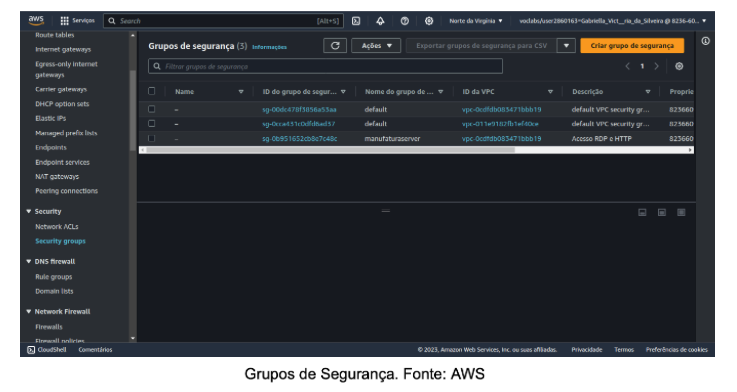 aws Serviços Search [Alt+S] Norte da Virgínia ▼ voclabs/user2860163=Gabriella_Vict__ria_da_Silveira @ 8236-60... ▼
Route tables
Internet gateways
Egress-only internet
gateways
Carrier gateways
DHCP option sets
Elastic IPs
Managed prefix lists
Endpoints
Endpoint services
NAT gateways
Peering connections
▼ Security
Network ACLs
Security groups
▼ DNS firewall
Rule groups
Domain lists
▼ Network Firewall
Firewalls
Firewall policies
Grupos de segurança (3) Informações Ações ▼ Exportar grupos de segurança para CSV ▼ Criar grupo de segurança
Filtrar grupos de segurança < 1 >
Name ID do grupo de segur... Nome do grupo de ... ID da VPC Descrição Proprie
– sg-00dc478f3856a53aa default vpc-0cdfdb083471bbb19 default VPC security gr... 823660
– sg-0cca431c0dfd6ad37 default vpc-011e9182fb1ef40ce default VPC security gr... 823660
– sg-0b951652cb8e7c48c manufaturaserver vpc-0cdfdb083471bbb19 Acesso RDP e HTTP 823660
CloudShell Comentários © 2023, Amazon Web Services, Inc. ou suas afiliadas. Privacidade Termos Preferências de cookies
Grupos de Segurança. Fonte: AWS